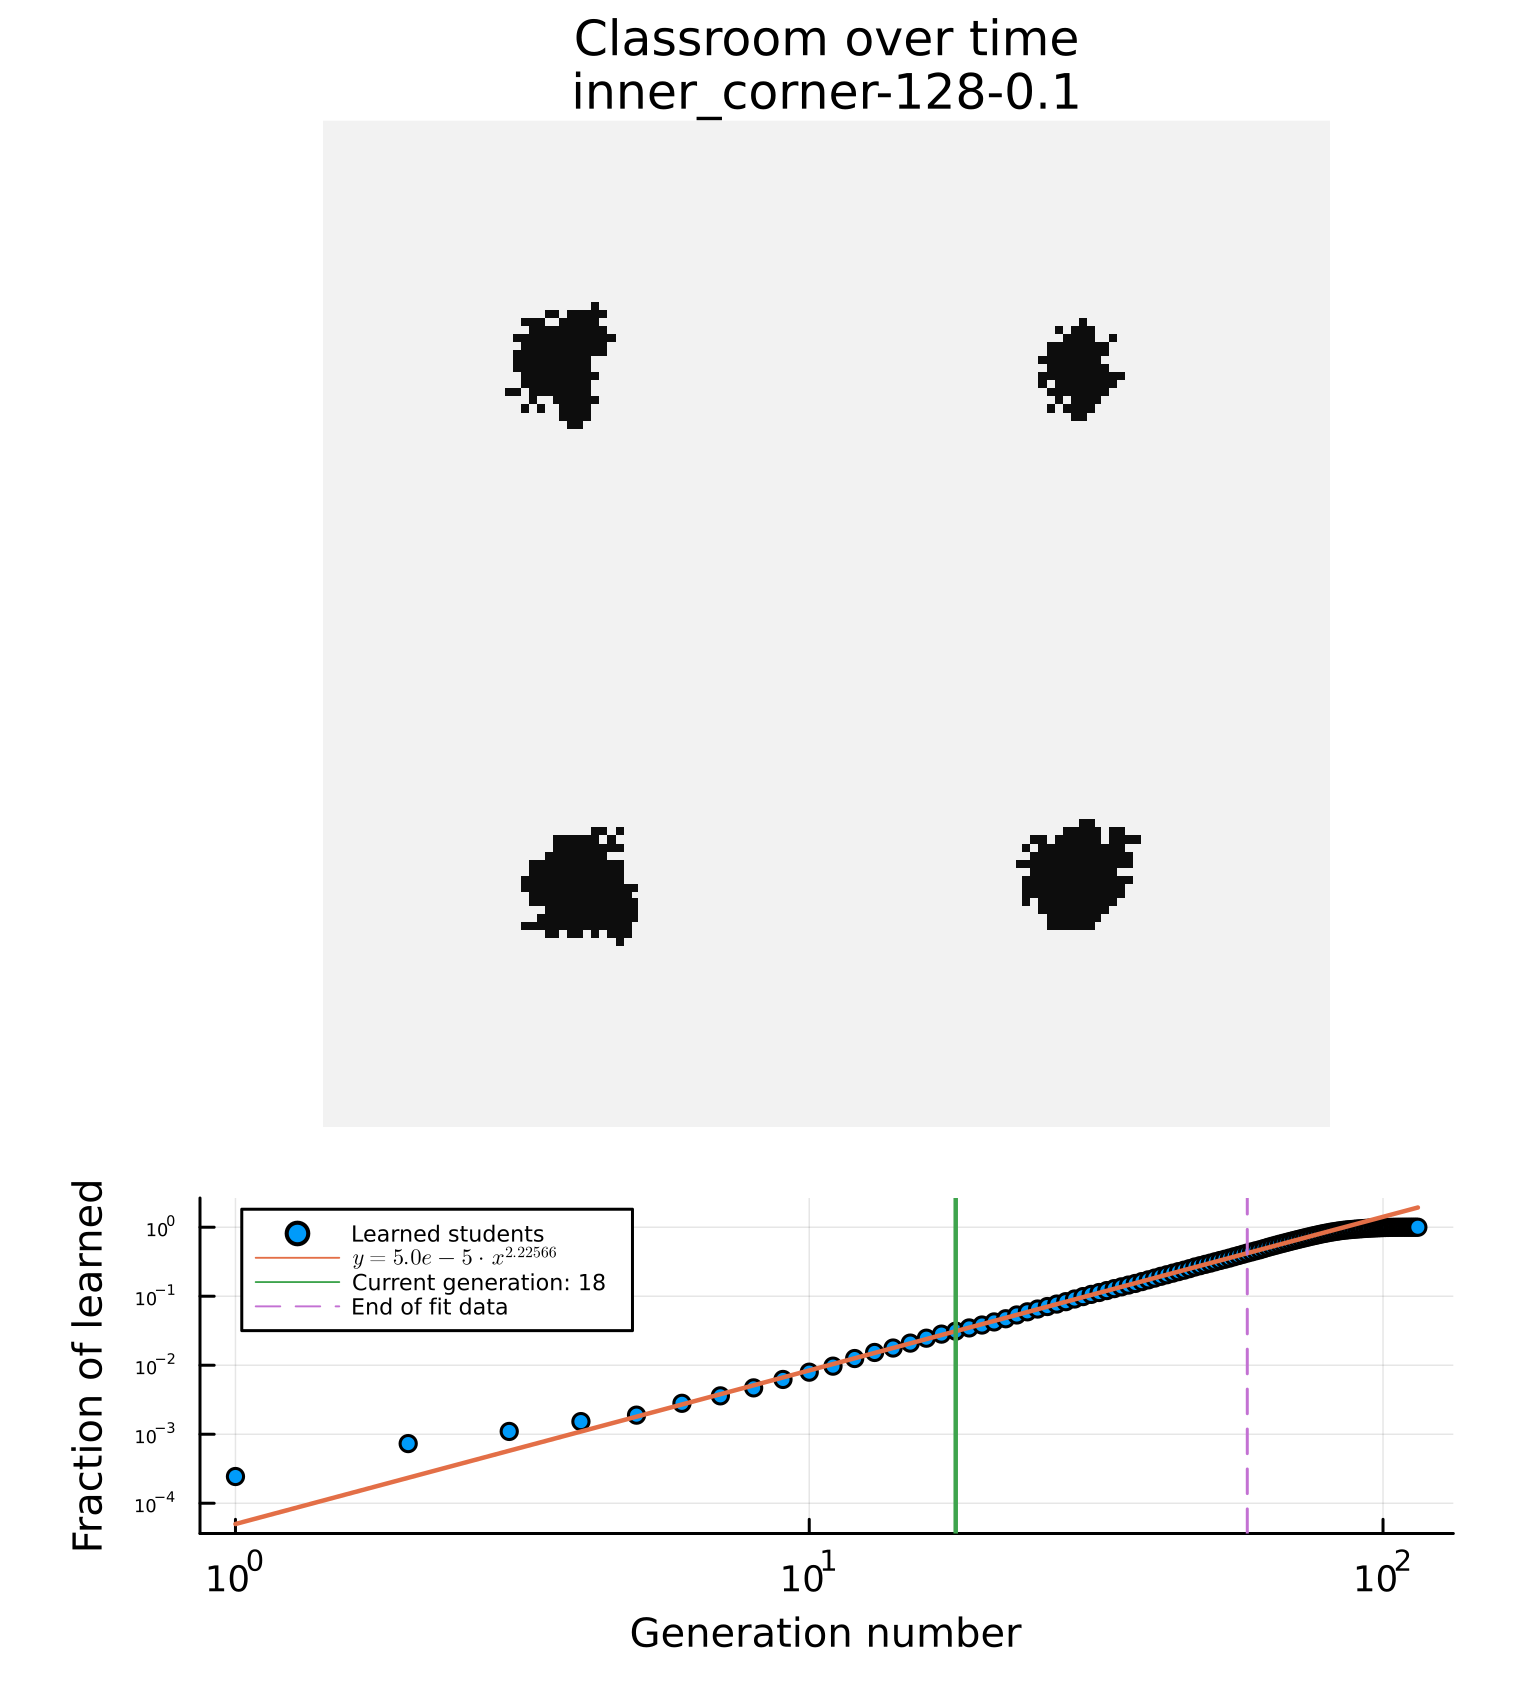 Classroom over time
inner_corner-128-0.1
Fraction of learned
10^0
10^-1
10^-2
10^-3
10^-4
Learned students
y = 5.0e − 5 · x^2.22566
Current generation: 18
End of fit data
10^0 10^1 10^2
Generation number